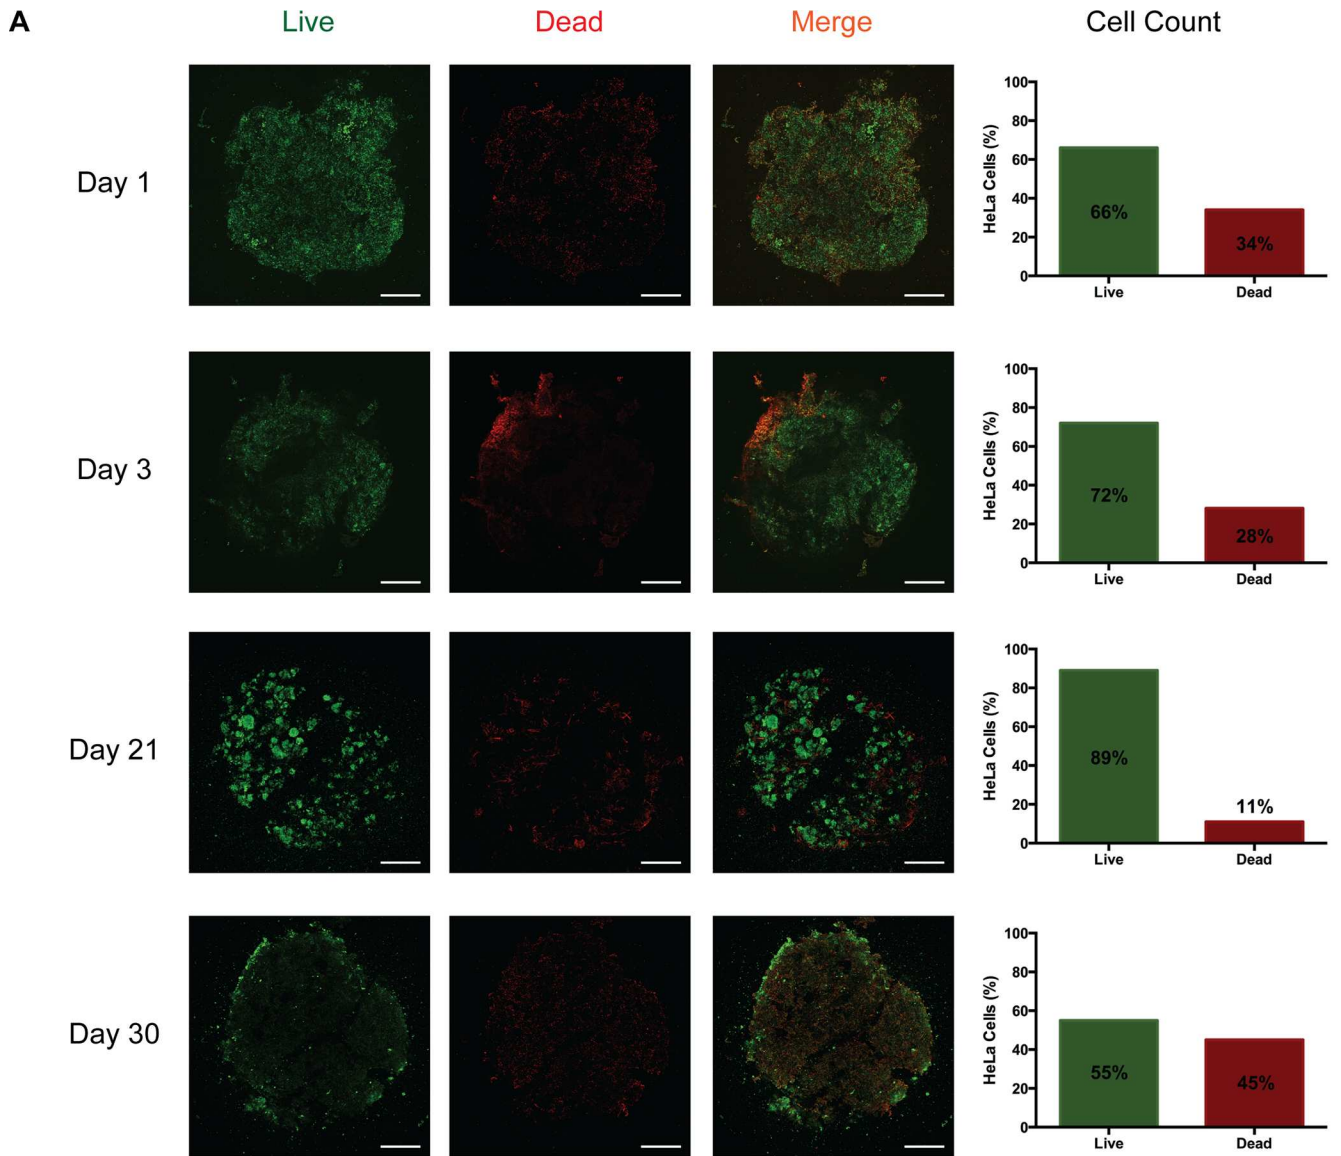 A
Live
Dead
Merge
Cell Count
Day 1
HeLa Cells (%)
100
80
60
40
20
0
66%
34%
Live
Dead
Day 3
HeLa Cells (%)
100
80
60
40
20
0
72%
28%
Live
Dead
Day 21
HeLa Cells (%)
100
80
60
40
20
0
89%
11%
Live
Dead
Day 30
HeLa Cells (%)
100
80
60
40
20
0
55%
45%
Live
Dead